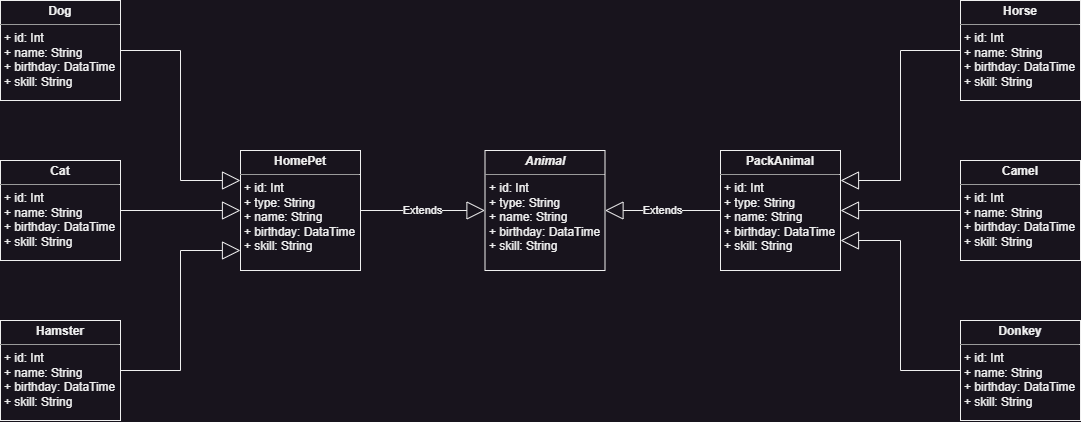 Dog
+ id: Int
+ name: String
+ birthday: DataTime
+ skill: String
Horse
+ id: Int
+ name: String
+ birthday: DataTime
+ skill: String
Cat
+ id: Int
+ name: String
+ birthday: DataTime
+ skill: String
HomePet
+ id: Int
+ type: String
+ name: String
+ birthday: DataTime
+ skill: String
Extends
Animal
+ id: Int
+ type: String
+ name: String
+ birthday: DataTime
+ skill: String
Extends
PackAnimal
+ id: Int
+ type: String
+ name: String
+ birthday: DataTime
+ skill: String
Camel
+ id: Int
+ name: String
+ birthday: DataTime
+ skill: String
Hamster
+ id: Int
+ name: String
+ birthday: DataTime
+ skill: String
Donkey
+ id: Int
+ name: String
+ birthday: DataTime
+ skill: String